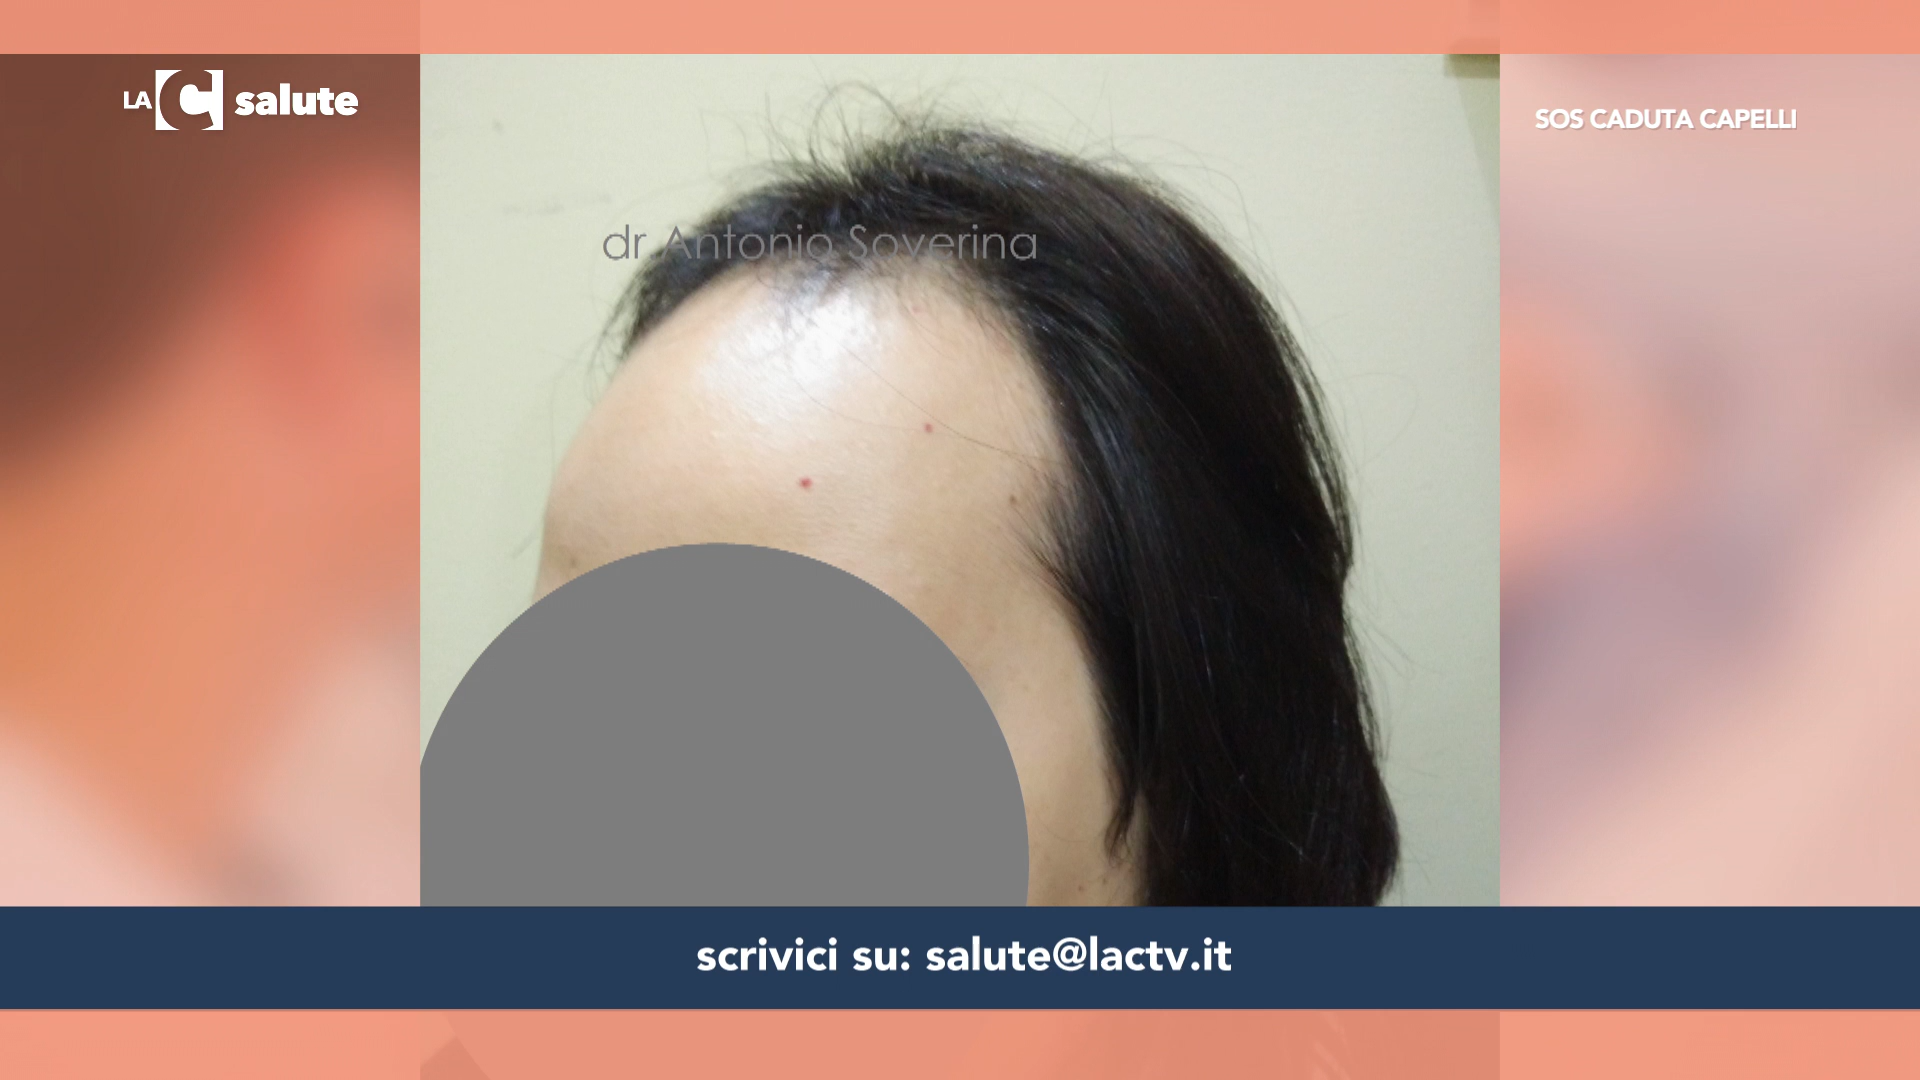 LA C salute
SOS CADUTA CAPELLI
dr Antonio Soverina
scrivici su: salute@lactv.it